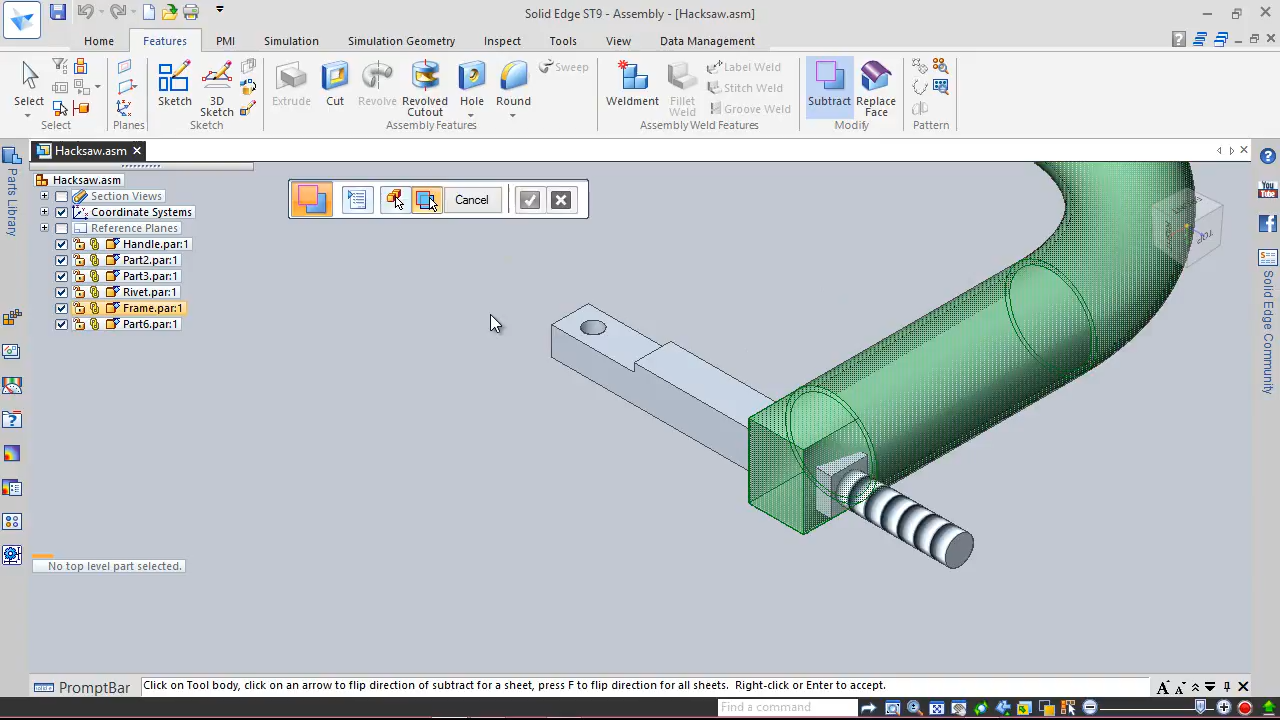 Solid Edge ST9 - Assembly - [Hacksaw.asm]
Home Features PMI Simulation Simulation Geometry Inspect Tools View Data Management
Select
Select
Planes
Sketch
3D Sketch
Sketch
Extrude
Cut
Revolve
Revolved Cutout
Hole
Round
Sweep
Assembly Features
Weldment
Fillet Weld
Label Weld
Stitch Weld
Groove Weld
Assembly Weld Features
Subtract
Replace Face
Modify
Pattern
Hacksaw.asm
Parts Library
Hacksaw.asm
Section Views
Coordinate Systems
Reference Planes
Handle.par:1
Part2.par:1
Part3.par:1
Rivet.par:1
Frame.par:1
Part6.par:1
Cancel
TOP
You Tube
Solid Edge Community
No top level part selected.
PromptBar
Click on Tool body, click on an arrow to flip direction of subtract for a sheet, press F to flip direction for all sheets. Right-click or Enter to accept.
Find a command